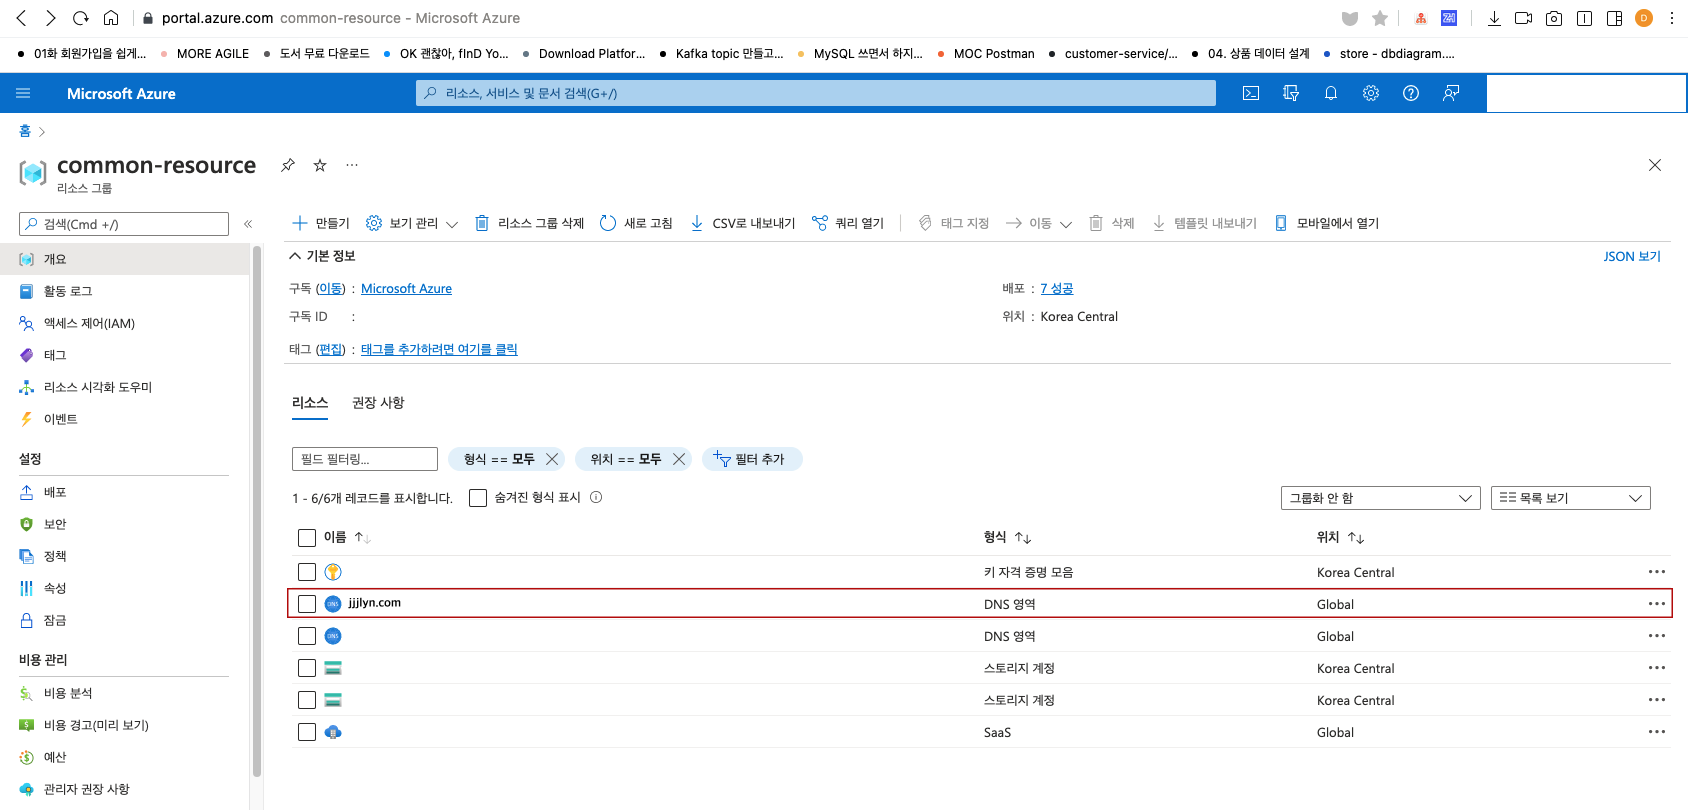 portal.azure.com common-resource - Microsoft Azure
01화 회원가입을 쉽게... MORE AGILE 도서 무료 다운로드 OK 괜찮아, fInD Yo... Download Platfor... Kafka topic 만들고... MySQL 쓰면서 하지... MOC Postman customer-service/... 04. 상품 데이터 설계 store - dbdiagram....
Microsoft Azure 리소스, 서비스 및 문서 검색(G+/)
홈
common-resource
리소스 그룹
검색(Cmd +/)
만들기 보기 관리 리소스 그룹 삭제 새로 고침 CSV로 내보내기 쿼리 열기 태그 지정 이동 삭제 템플릿 내보내기 모바일에서 열기
개요
활동 로그
액세스 제어(IAM)
태그
리소스 시각화 도우미
이벤트
설정
배포
보안
정책
속성
잠금
비용 관리
비용 분석
비용 경고(미리 보기)
예산
관리자 권장 사항
기본 정보 JSON 보기
구독 (이동) : Microsoft Azure 배포 : 7 성공
구독 ID : 위치 : Korea Central
태그 (편집) : 태그를 추가하려면 여기를 클릭
리소스 권장 사항
필드 필터링... 형식 == 모두 위치 == 모두 필터 추가
1 - 6/6개 레코드를 표시합니다. 숨겨진 형식 표시 그룹화 안 함 목록 보기
이름 형식 위치
키 자격 증명 모음 Korea Central
DNS jjjlyn.com DNS 영역 Global
DNS DNS 영역 Global
스토리지 계정 Korea Central
스토리지 계정 Korea Central
SaaS Global